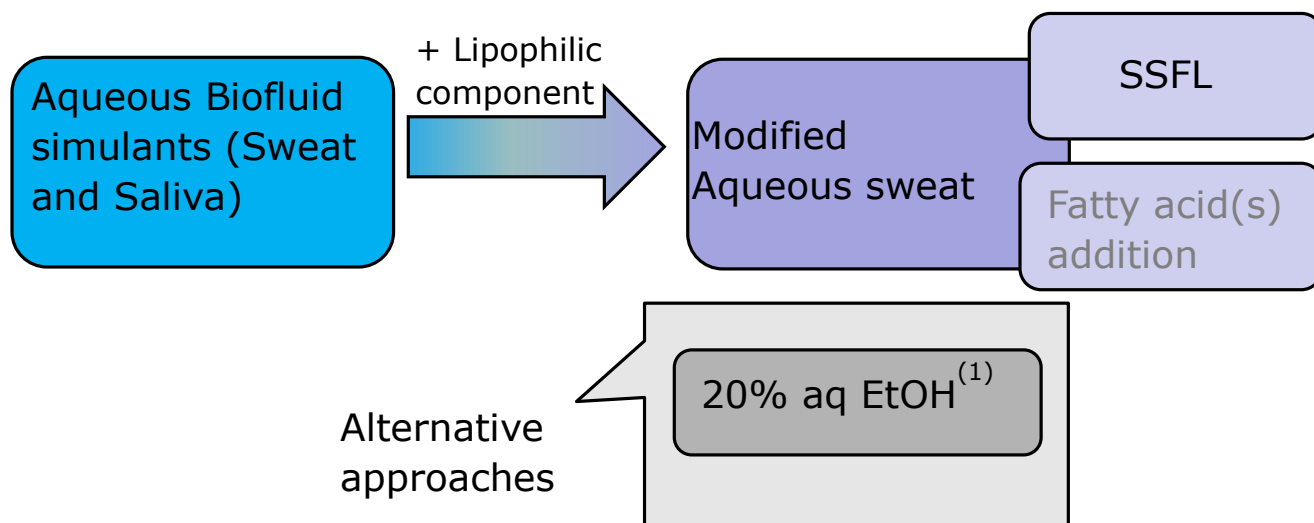 Aqueous Biofluid
simulants (Sweat
and Saliva)
+ Lipophilic
component
Modified
Aqueous sweat
SSFL
Fatty acid(s)
addition
Alternative
approaches
20% aq EtOH(1)